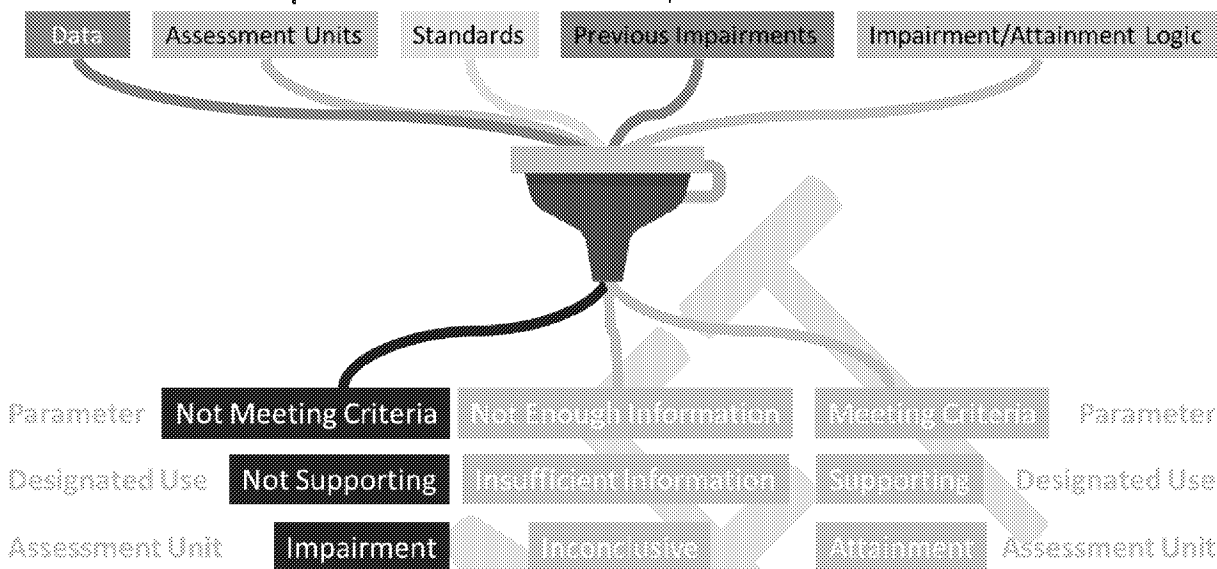 Data Assessment Units Standards Previous Impairments Impairment/Attainment Logic
Parameter Not Meeting Criteria Not Enough Information Meeting Criteria Parameter
Designated Use Not Supporting Insufficient Information Supporting Designated Use
Assessment Unit Impairment Inconclusive Attainment Assessment Unit